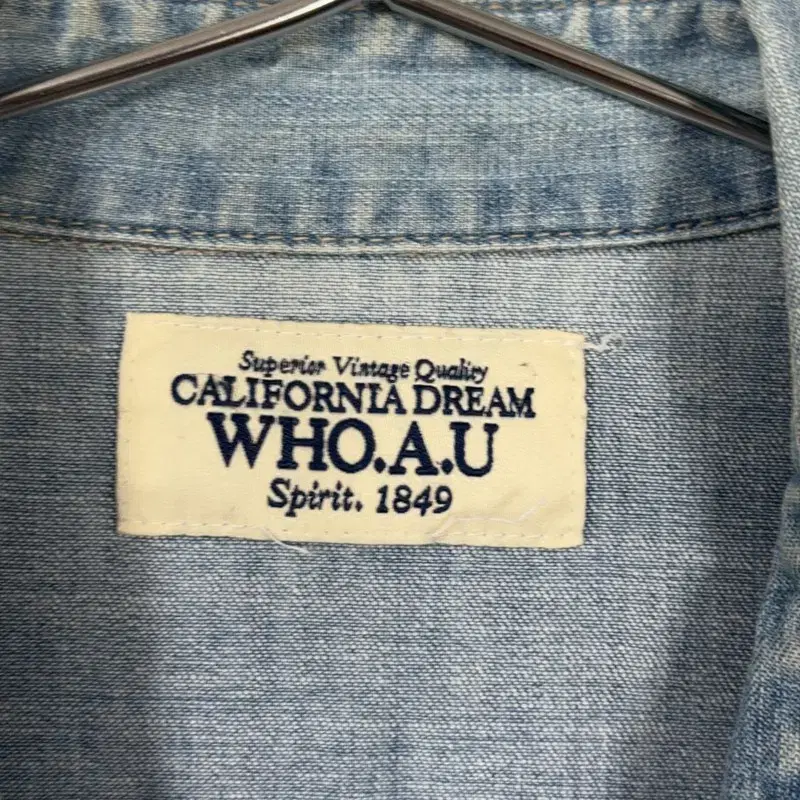 Superior Vintage Quality
CALIFORNIA DREAM
WHO.A.U
Spirit. 1849